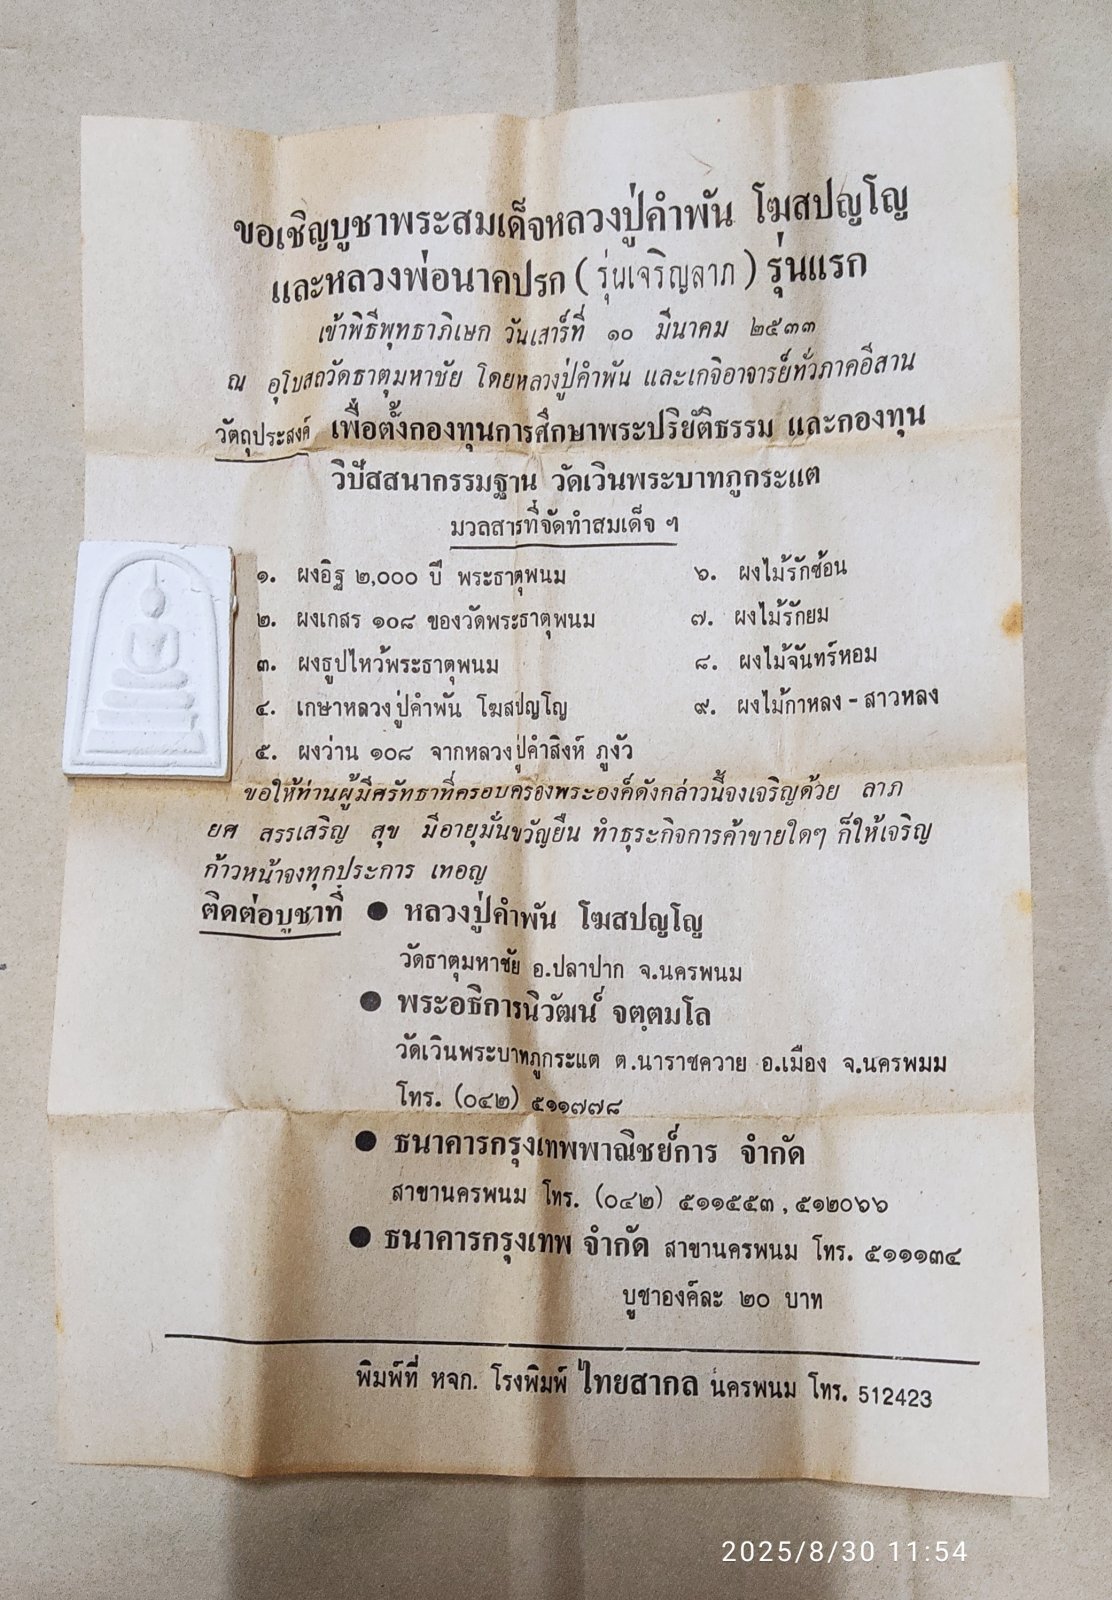 ขอเชิญบูชาพระสมเด็จหลวงปู่คำพัน โฆสปญฺโญ
และหลวงพ่อนาคปรก (รุ่นเจริญลาภ) รุ่นแรก
เข้าพิธีพุทธาภิเษก วันเสาร์ที่ ๑๐ มีนาคม ๒๕๓๓
ณ อุโบสถวัดธาตุมหาชัย โดยหลวงปู่คำพัน และเกจิอาจารย์ทั่วภาคอีสาน
วัตถุประสงค์ เพื่อตั้งกองทุนการศึกษาพระปริยัติธรรม และกองทุน
วิปัสสนากรรมฐาน วัดเวินพระบาทภูกระแต
มวลสารที่จัดทำสมเด็จ ฯ
๑. ผงอิฐ ๒,๐๐๐ ปี พระธาตุพนม
๒. ผงเกสร ๑๐๘ ของวัดพระธาตุพนม
๓. ผงธูปไหว้พระธาตุพนม
๔. เกษาหลวงปู่คำพัน โฆสปญฺโญ
๕. ผงว่าน ๑๐๘ จากหลวงปู่คำสิงห์ ภูงัว
๖. ผงไม้รักซ้อน
๗. ผงไม้รักยม
๘. ผงไม้จันทร์หอม
๙. ผงไม้กาหลง - สาวหลง
ขอให้ท่านผู้มีศรัทธาที่ครอบครองพระองค์ดังกล่าวนี้จงเจริญด้วย ลาภ
ยศ สรรเสริญ สุข มีอายุมั่นขวัญยืน ทำธุระกิจการค้าขายใดๆ ก็ให้เจริญ
ก้าวหน้าจงทุกประการ เทอญ
ติดต่อบูชาที่ ● หลวงปู่คำพัน โฆสปญฺโญ
วัดธาตุมหาชัย อ.ปลาปาก จ.นครพนม
● พระอธิการนิวัฒน์ จตฺตมโล
วัดเวินพระบาทภูกระแต ต.นาราชควาย อ.เมือง จ.นครพมม
โทร. (๐๔๒) ๕๑๑๗๗๘
● ธนาคารกรุงเทพพาณิชย์การ จำกัด
สาขานครพนม โทร. (๐๔๒) ๕๑๑๕๕๓, ๕๑๒๐๖๖
● ธนาคารกรุงเทพ จำกัด สาขานครพนม โทร. ๕๑๑๑๓๔
บูชาองค์ละ ๒๐ บาท
พิมพ์ที่ หจก. โรงพิมพ์ ไทยสากล นครพนม โทร. 512423
2025/8/30 11:54